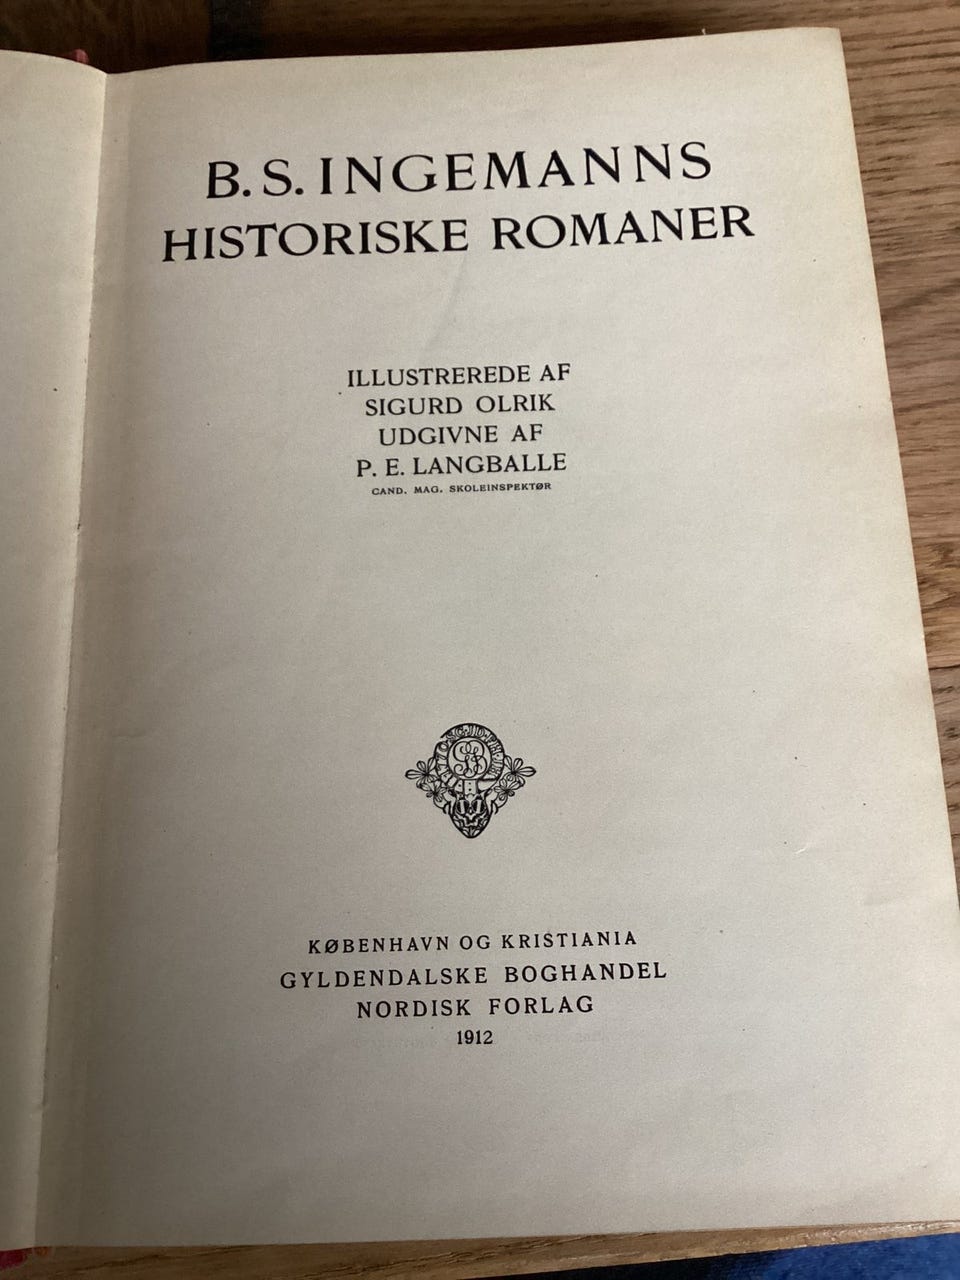 B. S. INGEMANNS
HISTORISKE ROMANER
ILLUSTREREDE AF
SIGURD OLRIK
UDGIVNE AF
P. E. LANGBALLE
CAND. MAG. SKOLEINSPEKTØR
KØBENHAVN OG KRISTIANIA
GYLDENDALSKE BOGHANDEL
NORDISK FORLAG
1912